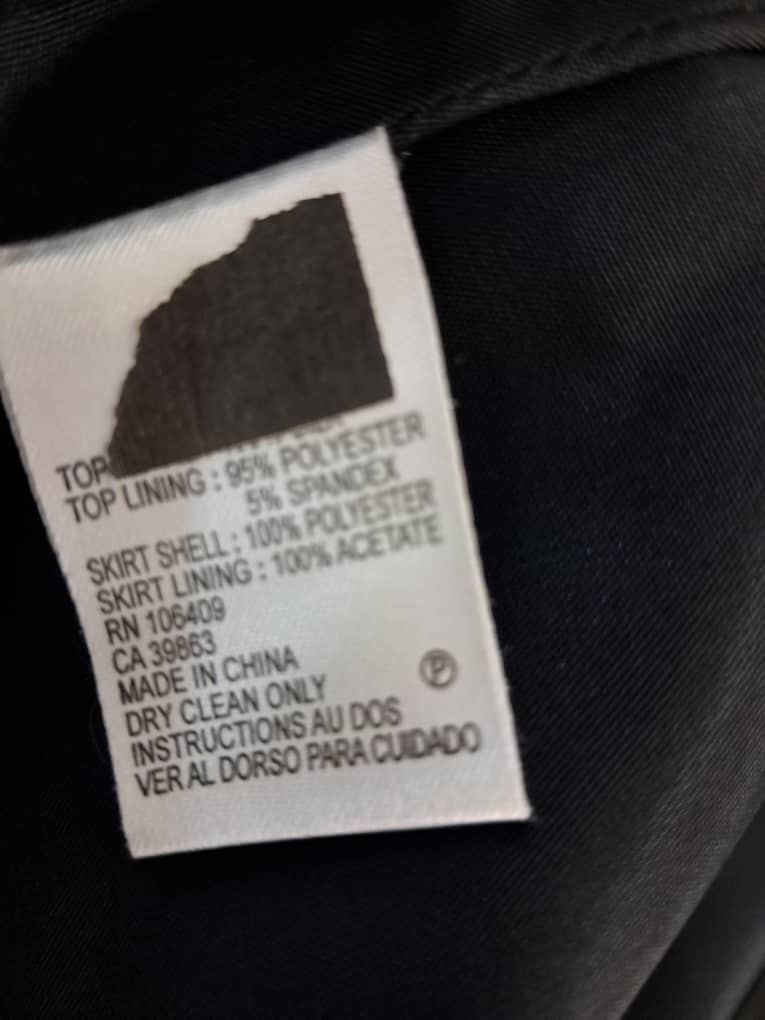 TOP
TOP LINING : 95% POLYESTER
5% SPANDEX
SKIRT SHELL : 100% POLYESTER
SKIRT LINING : 100% ACETATE
RN 106409
CA 39863
MADE IN CHINA
DRY CLEAN ONLY
P
INSTRUCTIONS AU DOS
VER AL DORSO PARA CUIDADO